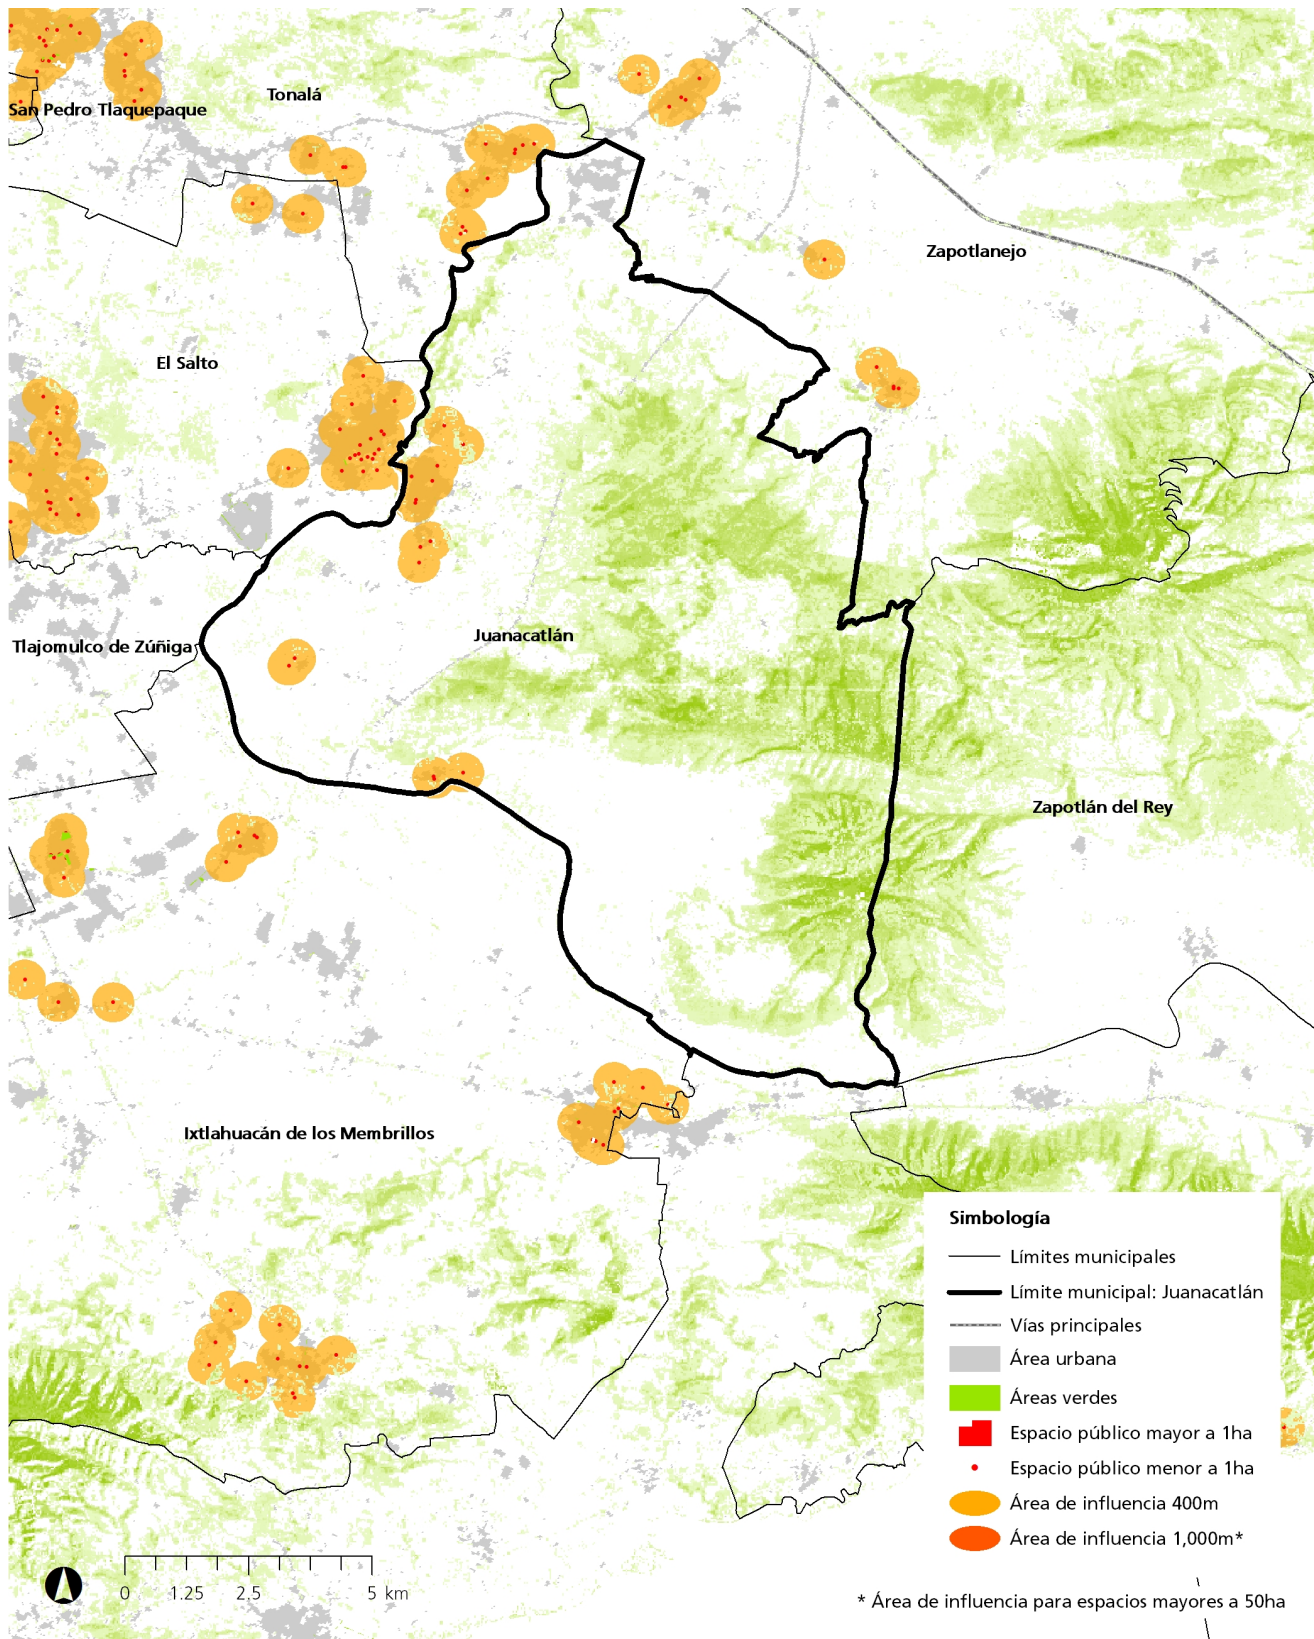 Tonalá
San Pedro Tlaquepaque
Zapotlanejo
El Salto
Juanacatlán
Tlajomulco de Zúñiga
Zapotlán del Rey
Ixtlahuacán de los Membrillos
Simbología
Límites municipales
Límite municipal: Juanacatlán
Vías principales
Área urbana
Áreas verdes
Espacio público mayor a 1ha
Espacio público menor a 1ha
Área de influencia 400m
Área de influencia 1,000m*
0 1.25 2.5 5 km
* Área de influencia para espacios mayores a 50ha